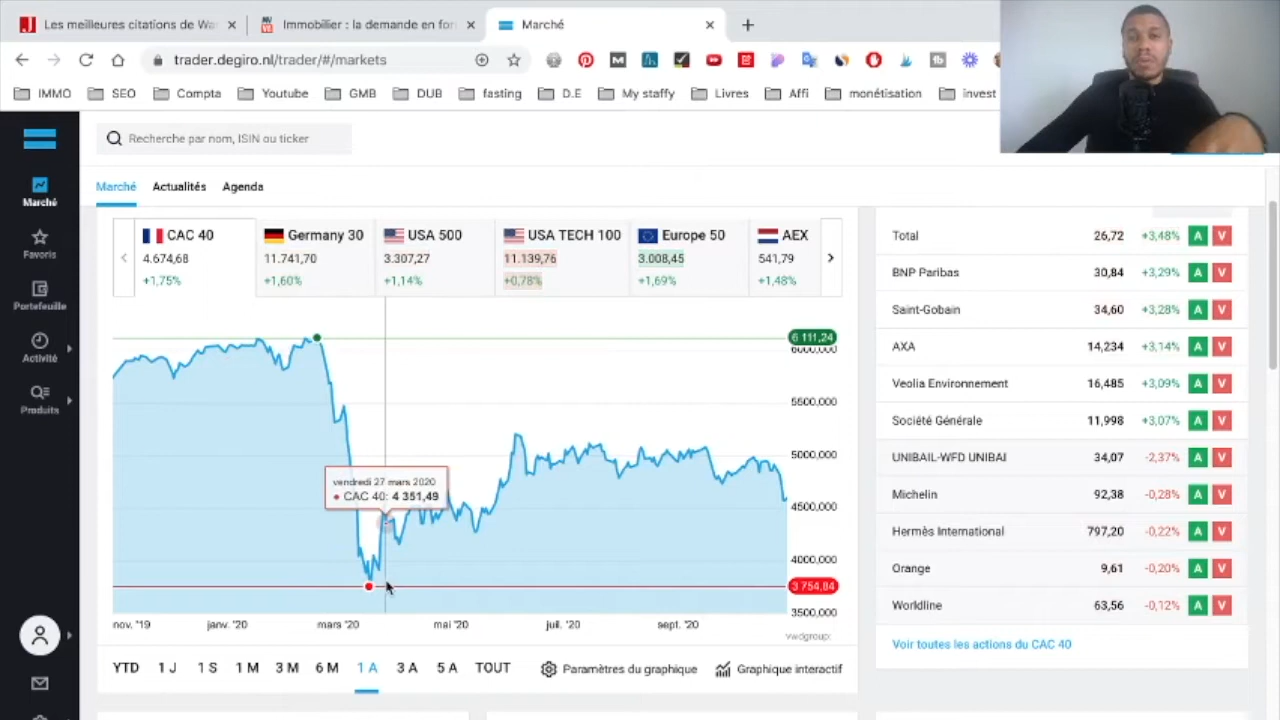 Les meilleures citations de Wa
Immobilier : la demande en for
Marché
trader.degiro.nl/trader/#/markets
IMMO
SEO
Compta
Youtube
GMB
DUB
fasting
D.E
My staffy
Livres
Affi
monétisation
invest
Recherche par nom, ISIN ou ticker
Marché
Actualités
Agenda
Marché
Favoris
Portefeuille
Activité
Produits
CAC 40
4.674,68
+1,75%
Germany 30
11.741,70
+1,60%
USA 500
3.307,27
+1,14%
USA TECH 100
11.139,76
+0,78%
Europe 50
3.008,45
+1,69%
AEX
541,79
+1,48%
6 111,24
6000,000
5500,000
5000,000
4500,000
4000,000
3 754,84
3500,000
vendredi 27 mars 2020
CAC 40: 4 351,49
nov. '19
janv. '20
mars '20
mai '20
juil. '20
sept. '20
vwdgroup:
YTD
1 J
1 S
1 M
3 M
6 M
1 A
3 A
5 A
TOUT
Paramètres du graphique
Graphique interactif
Total 26,72 +3,48% A V
BNP Paribas 30,84 +3,29% A V
Saint-Gobain 34,60 +3,28% A V
AXA 14,234 +3,14% A V
Veolia Environnement 16,485 +3,09% A V
Société Générale 11,998 +3,07% A V
UNIBAIL-WFD UNIBAI 34,07 -2,37% A V
Michelin 92,38 -0,28% A V
Hermès International 797,20 -0,22% A V
Orange 9,61 -0,20% A V
Worldline 63,56 -0,12% A V
Voir toutes les actions du CAC 40